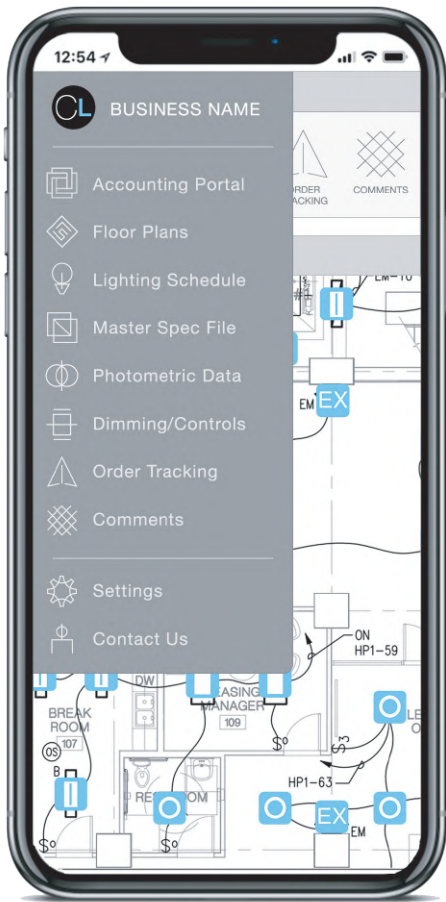 12:54
CL BUSINESS NAME
Accounting Portal
Floor Plans
Lighting Schedule
Master Spec File
Photometric Data
Dimming/Controls
Order Tracking
Comments
Settings
Contact Us
COMMENTS
EX
EM
ON
HP1-59
DW
BREAK
ROOM
107
OS
B
MANAGER
109
$º
S3
HP1-63
$º
EX
EM
$º
$º